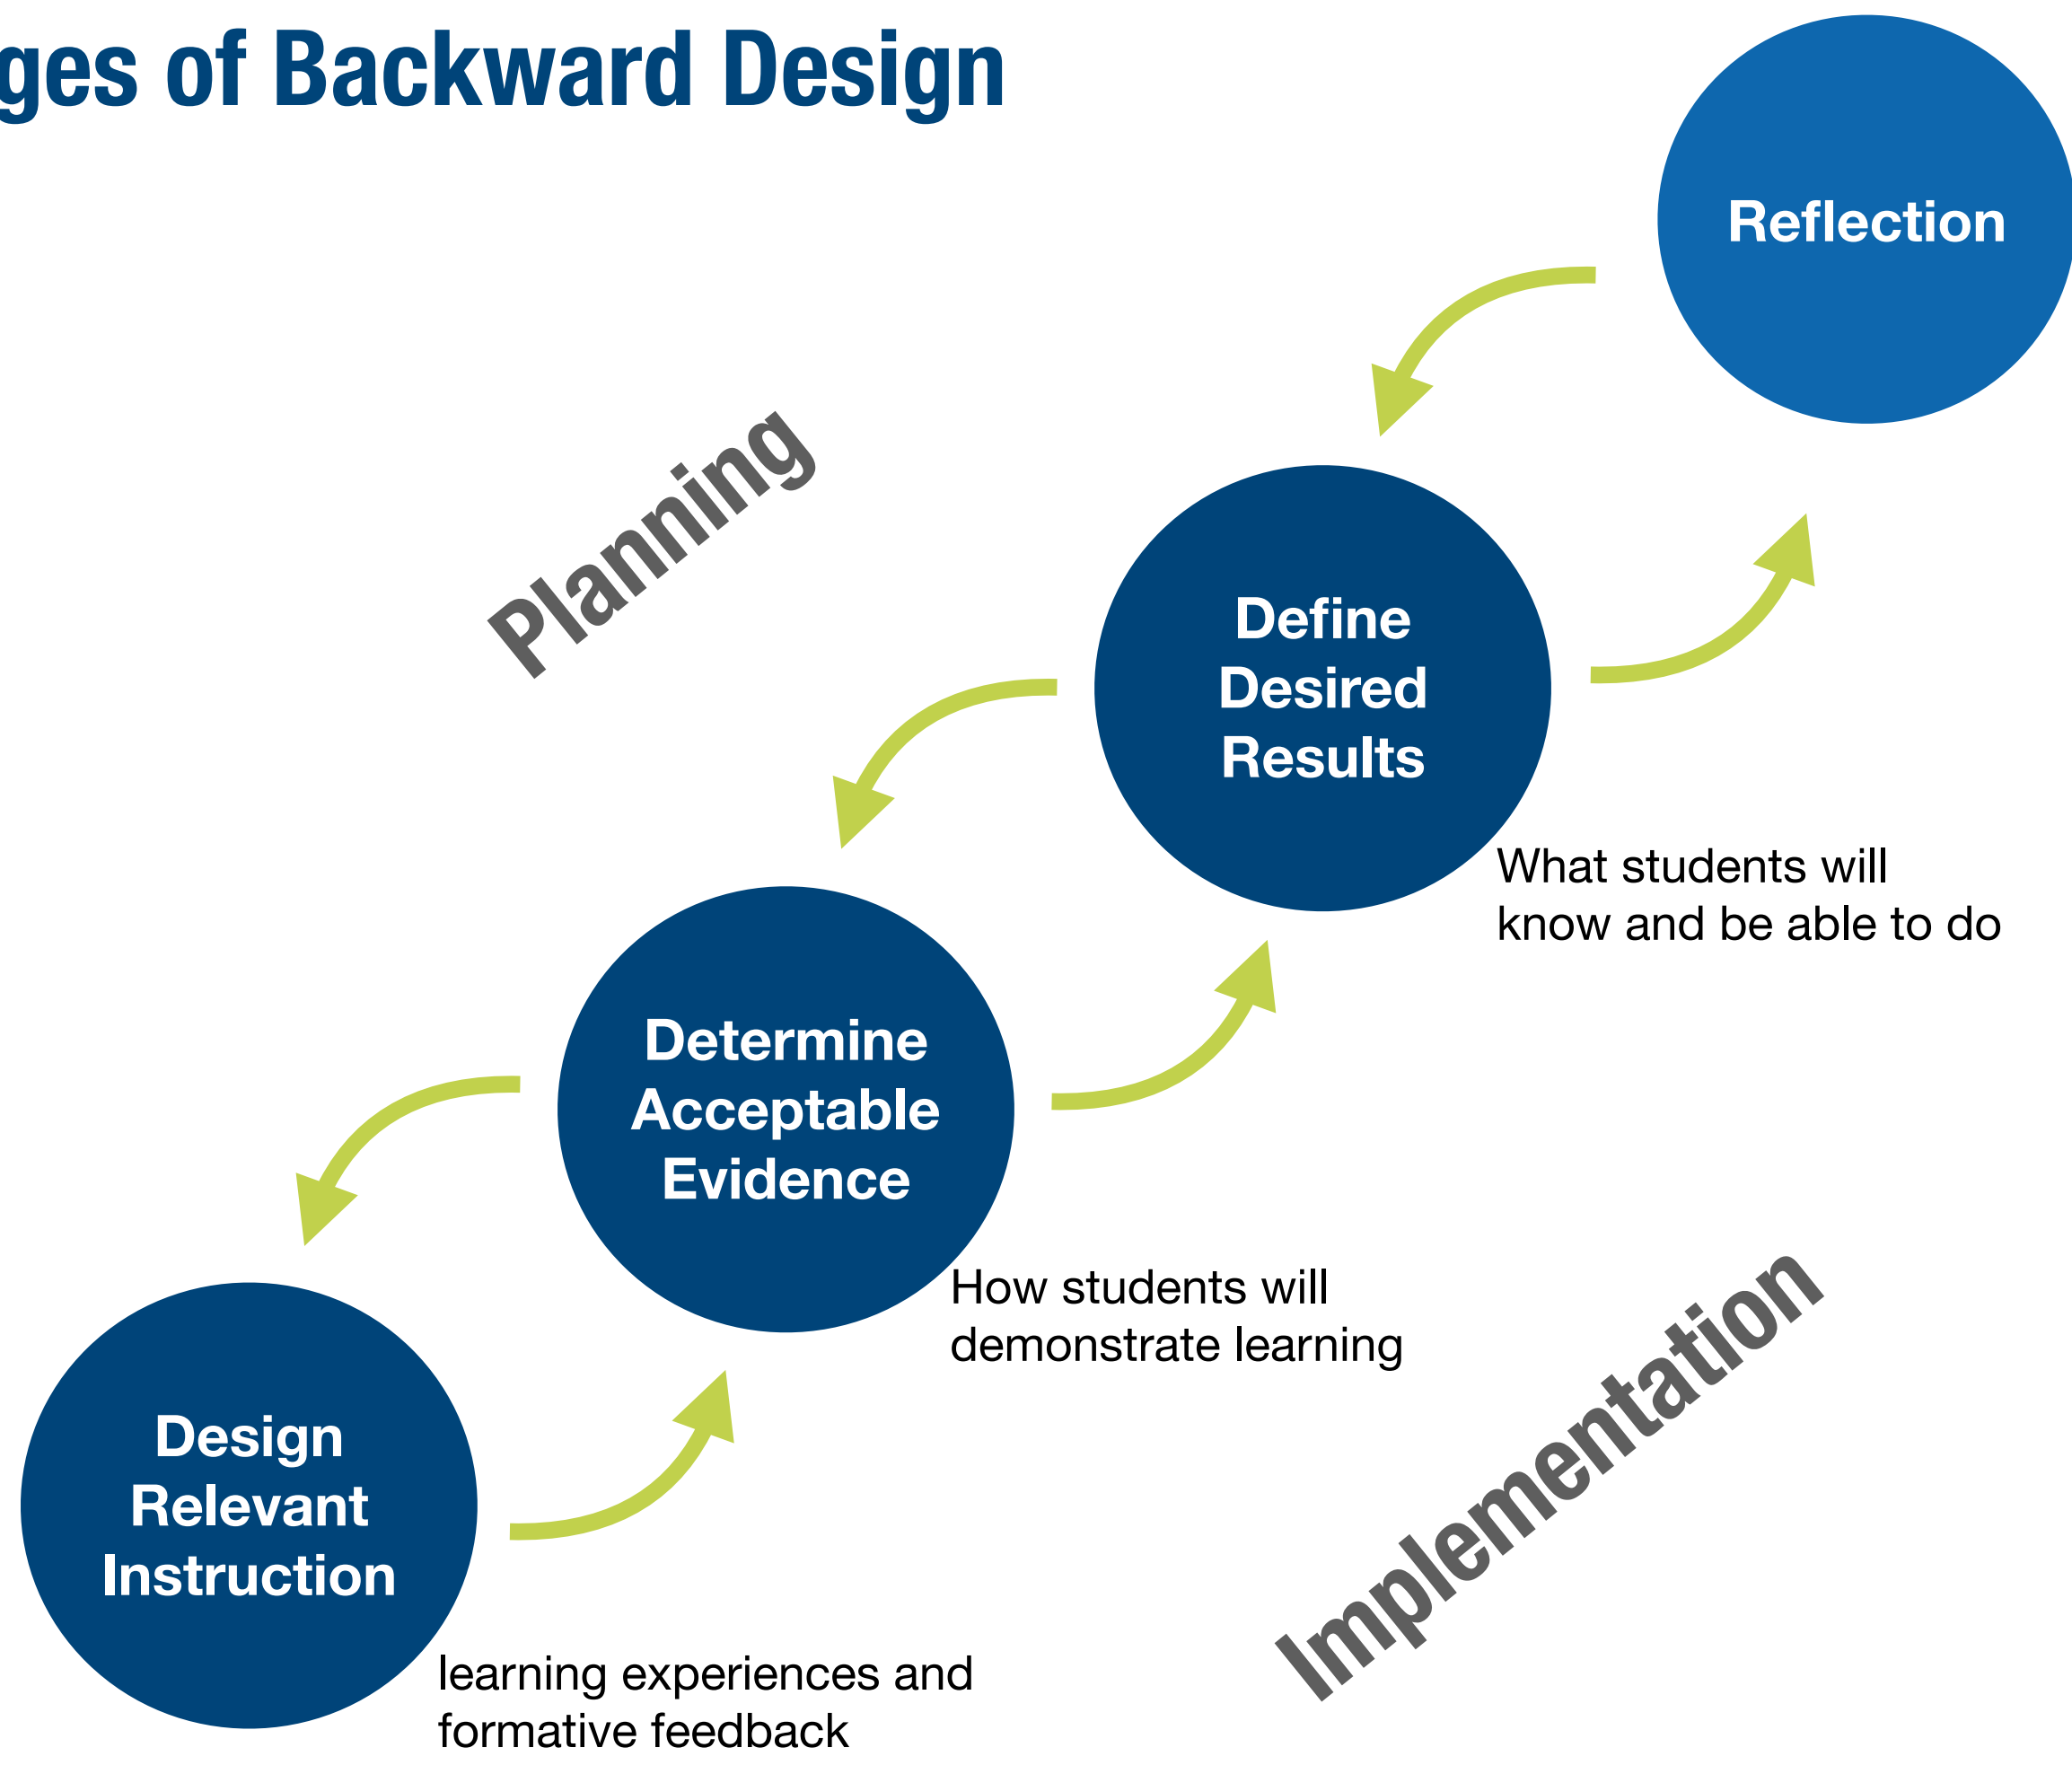 ges of Backward Design
Reflection
Planning
Define
Desired
Results
What students will
know and be able to do
Determine
Acceptable
Evidence
How students will
demonstrate learning
Implementation
Design
Relevant
Instruction
learning experiences and
formative feedback